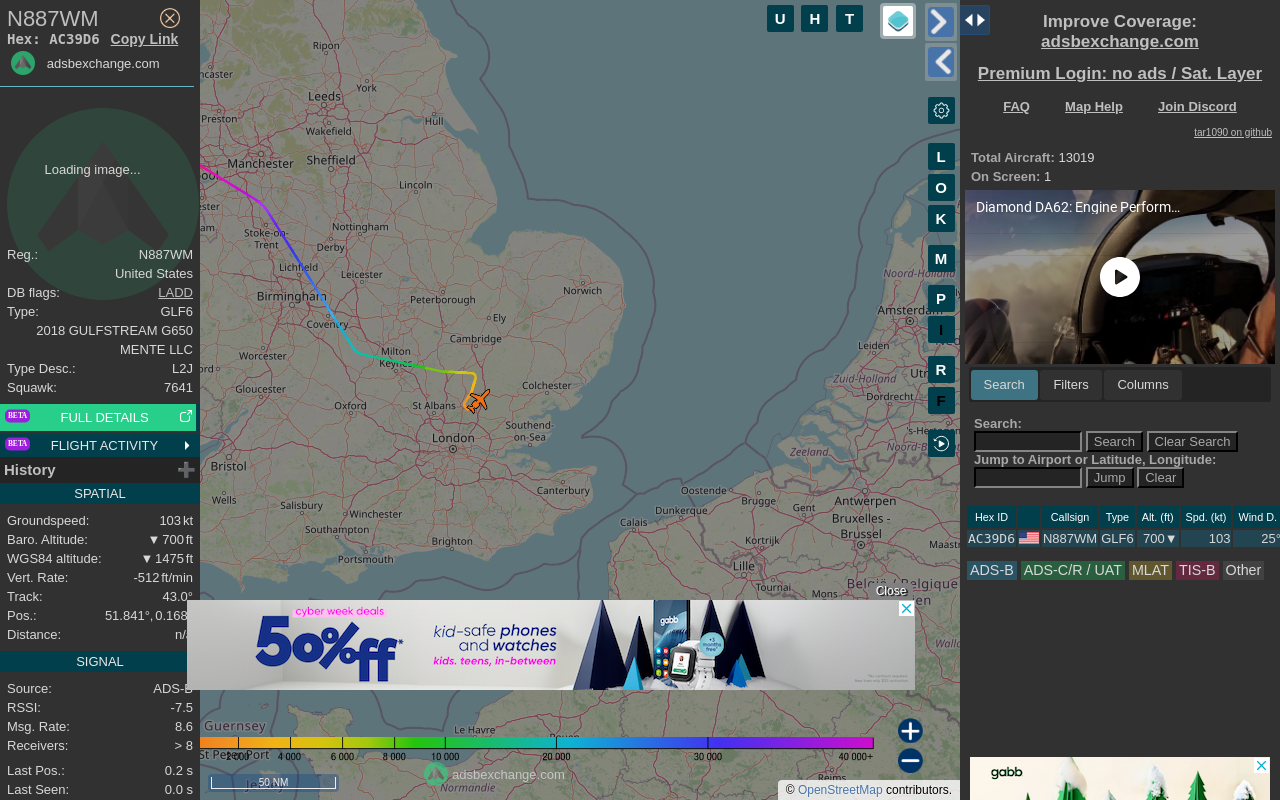 N887WM
Hex: AC39D6 Copy Link
adsbexchange.com
Loading image...
Reg.: N887WM
United States
DB flags: LADD
Type: GLF6
2018 GULFSTREAM G650
MENTE LLC
Type Desc.: L2J
Squawk: 7641
BETA FULL DETAILS
BETA FLIGHT ACTIVITY
History
SPATIAL
Groundspeed: 103 kt
Baro. Altitude: ▼ 700 ft
WGS84 altitude: ▼ 1475 ft
Vert. Rate: -512 ft/min
Track: 43.0°
Pos.: 51.841°, 0.168
Distance: n/a
SIGNAL
Source: ADS-B
RSSI: -7.5
Msg. Rate: 8.6
Receivers: > 8
Last Pos.: 0.2 s
Last Seen: 0.0 s
U H T
L
O
K
M
P
I
R
F
Ripon
York
Leeds
Hull
Preston
Wakefield
Manchester
Sheffield
Lincoln
Stoke-on-
Trent
Nottingham
Derby
Lichfield
Leicester
Norwich
Birmingham
Peterborough
Ely
Coventry
Cambridge
Worcester
Milton
Keynes
Gloucester
Colchester
Oxford
St Albans
Southend-
on-Sea
London
Bristol
Wells
Canterbury
Salisbury
Winchester
Southampton
Brighton
Portsmouth
Calais
Dunkerque
Oostende
Brugge
Gent
Antwerpen
Bruxelles -
Brussel
Kortrijk
Lille
Tournai
Mons
België / Belgique
Zeeland
Zuid-Holland
Noord-Holland
Amsterdam
Leiden
Dordrecht
Guernsey
St Peter Port
Le Havre
Rouen
Reims
Normandie
Close
cyber week deals
50%ff*
kid-safe phones
and watches
kids. teens, in-between
gabb
2 000 4 000 6 000 8 000 10 000 20 000 30 000 40 000+
50 NM
adsbexchange.com
© OpenStreetMap contributors.
Improve Coverage:
adsbexchange.com
Premium Login: no ads / Sat. Layer
FAQ Map Help Join Discord
tar1090 on github
Total Aircraft: 13019
On Screen: 1
Diamond DA62: Engine Perform...
Search Filters Columns
Search:
Search Clear Search
Jump to Airport or Latitude, Longitude:
Jump Clear
Hex ID Callsign Type Alt. (ft) Spd. (kt) Wind D.
AC39D6 N887WM GLF6 700▼ 103 25°
ADS-B ADS-C/R / UAT MLAT TIS-B Other
gabb